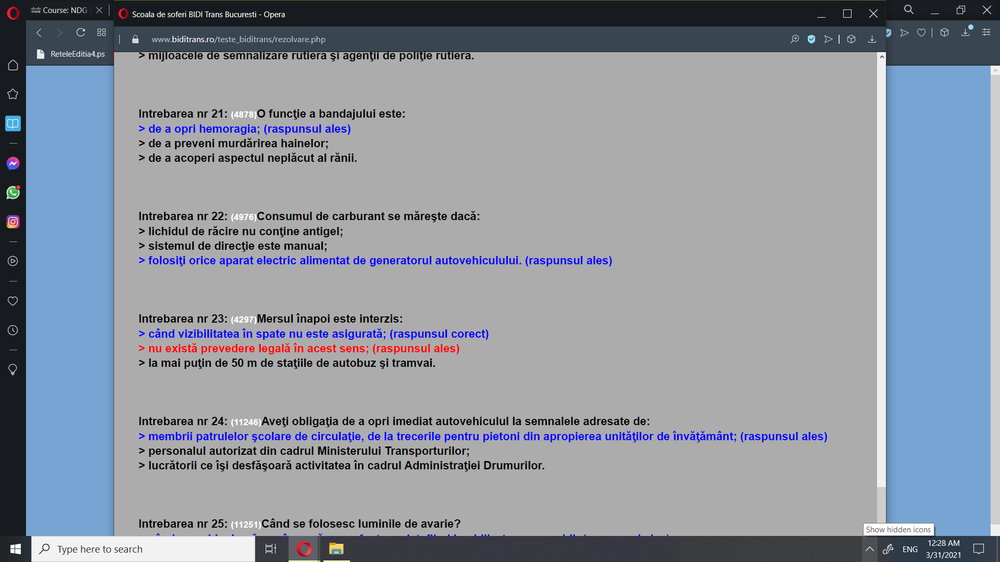 Course: NDG
Scoala de soferi BIDI Trans Bucuresti - Opera
www.biditrans.ro/teste_biditrans/rezolvare.php
ReteleEditia4.ps
> mijloacele de semnalizare rutieră şi agenţii de poliţie rutieră.
Intrebarea nr 21: (4878)O funcţie a bandajului este:
> de a opri hemoragia; (raspunsul ales)
> de a preveni murdărirea hainelor;
> de a acoperi aspectul neplăcut al rănii.
Intrebarea nr 22: (4976)Consumul de carburant se măreşte dacă:
> lichidul de răcire nu conţine antigel;
> sistemul de direcţie este manual;
> folosiţi orice aparat electric alimentat de generatorul autovehiculului. (raspunsul ales)
Intrebarea nr 23: (4297)Mersul înapoi este interzis:
> când vizibilitatea în spate nu este asigurată; (raspunsul corect)
> nu există prevedere legală în acest sens; (raspunsul ales)
> la mai puţin de 50 m de staţiile de autobuz şi tramvai.
Intrebarea nr 24: (11246)Aveţi obligaţia de a opri imediat autovehiculul la semnalele adresate de:
> membrii patrulelor şcolare de circulaţie, de la trecerile pentru pietoni din apropierea unităţilor de învăţământ; (raspunsul ales)
> personalul autorizat din cadrul Ministerului Transporturilor;
> lucrătorii ce îşi desfăşoară activitatea în cadrul Administraţiei Drumurilor.
Intrebarea nr 25: (11251)Când se folosesc luminile de avarie?
Show hidden icons
Type here to search
ENG
12:28 AM
3/31/2021